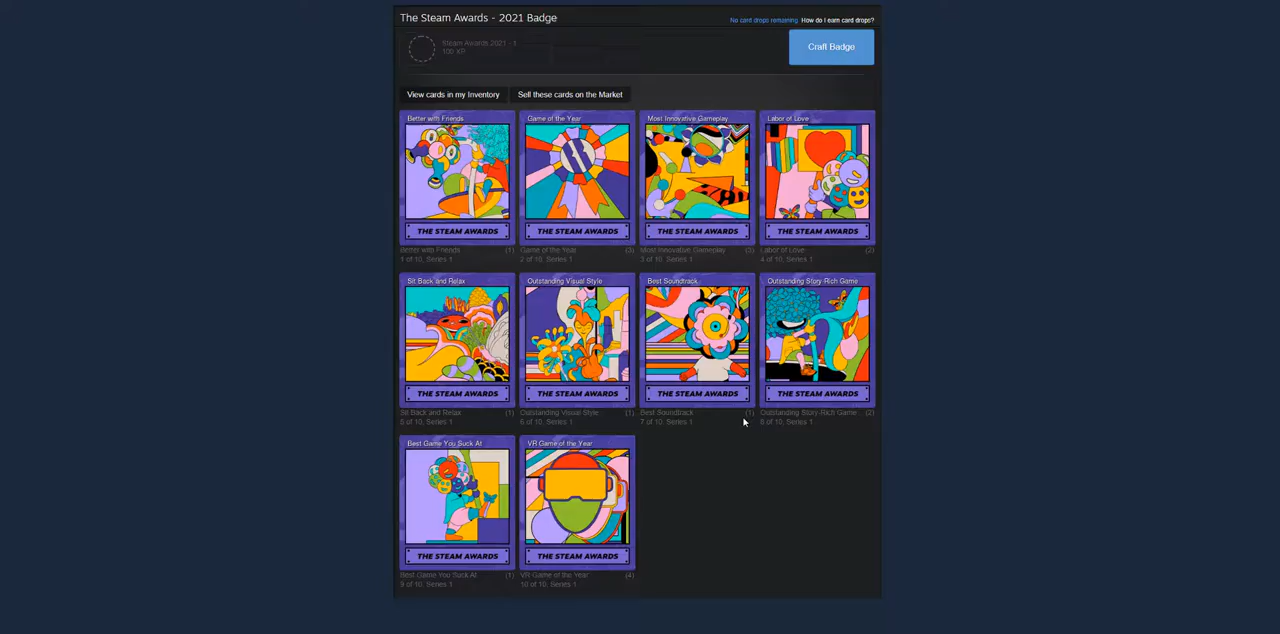 The Steam Awards - 2021 Badge
No card drops remaining How do I earn card drops?
Steam Awards 2021 - 1
100 XP
Craft Badge
View cards in my Inventory Sell these cards on the Market
Better with Friends Game of the Year Most Innovative Gameplay Labor of Love
THE STEAM AWARDS THE STEAM AWARDS THE STEAM AWARDS THE STEAM AWARDS
Better with Friends (1) Game of the Year (3) Most Innovative Gameplay (3) Labor of Love (2)
1 of 10, Series 1 2 of 10, Series 1 3 of 10, Series 1 4 of 10, Series 1
Sit Back and Relax Outstanding Visual Style Best Soundtrack Outstanding Story-Rich Game
THE STEAM AWARDS THE STEAM AWARDS THE STEAM AWARDS THE STEAM AWARDS
Sit Back and Relax (1) Outstanding Visual Style (1) Best Soundtrack (1) Outstanding Story-Rich Game (2)
5 of 10, Series 1 6 of 10, Series 1 7 of 10, Series 1 8 of 10, Series 1
Best Game You Suck At VR Game of the Year
THE STEAM AWARDS THE STEAM AWARDS
Best Game You Suck At (1) VR Game of the Year (4)
9 of 10, Series 1 10 of 10, Series 1